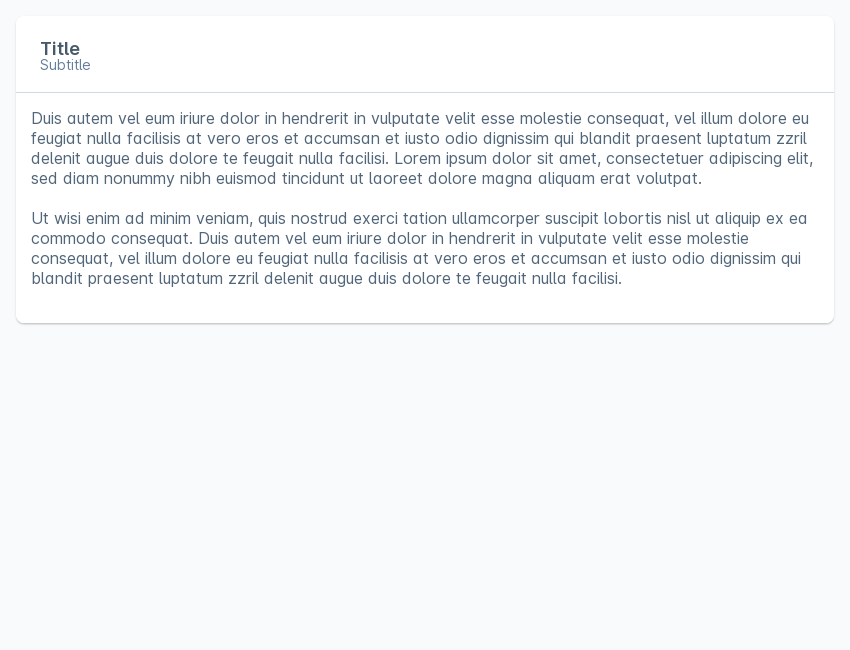 Title
Subtitle
Duis autem vel eum iriure dolor in hendrerit in vulputate velit esse molestie consequat, vel illum dolore eu
feugiat nulla facilisis at vero eros et accumsan et iusto odio dignissim qui blandit praesent luptatum zzril
delenit augue duis dolore te feugait nulla facilisi. Lorem ipsum dolor sit amet, consectetuer adipiscing elit,
sed diam nonummy nibh euismod tincidunt ut laoreet dolore magna aliquam erat volutpat.
Ut wisi enim ad minim veniam, quis nostrud exerci tation ullamcorper suscipit lobortis nisl ut aliquip ex ea
commodo consequat. Duis autem vel eum iriure dolor in hendrerit in vulputate velit esse molestie
consequat, vel illum dolore eu feugiat nulla facilisis at vero eros et accumsan et iusto odio dignissim qui
blandit praesent luptatum zzril delenit augue duis dolore te feugait nulla facilisi.